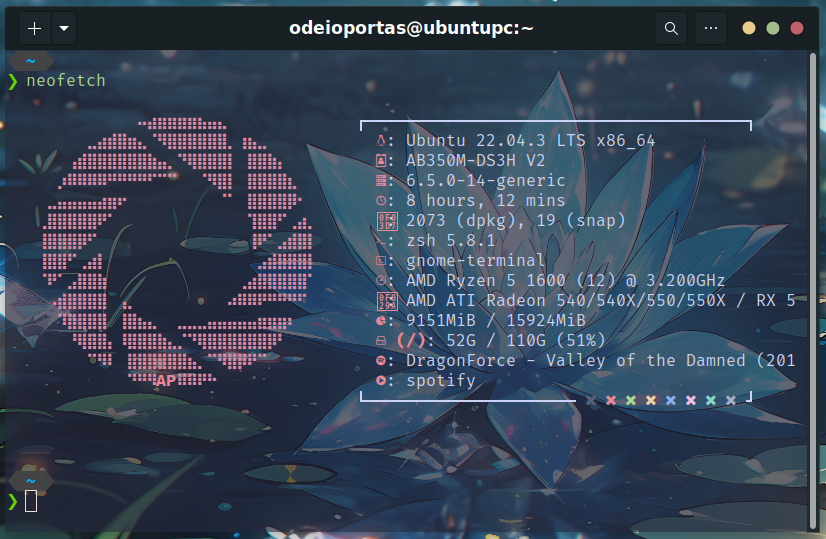 odeioportas@ubuntupc:~
~
❯ neofetch
: Ubuntu 22.04.3 LTS x86_64
: AB350M-DS3H V2
: 6.5.0-14-generic
: 8 hours, 12 mins
: 2073 (dpkg), 19 (snap)
: zsh 5.8.1
: gnome-terminal
: AMD Ryzen 5 1600 (12) @ 3.200GHz
: AMD ATI Radeon 540/540X/550/550X / RX 5
: 9151MiB / 15924MiB
(/): 52G / 110G (51%)
: DragonForce - Valley of the Damned (201
: spotify
AP
~
❯